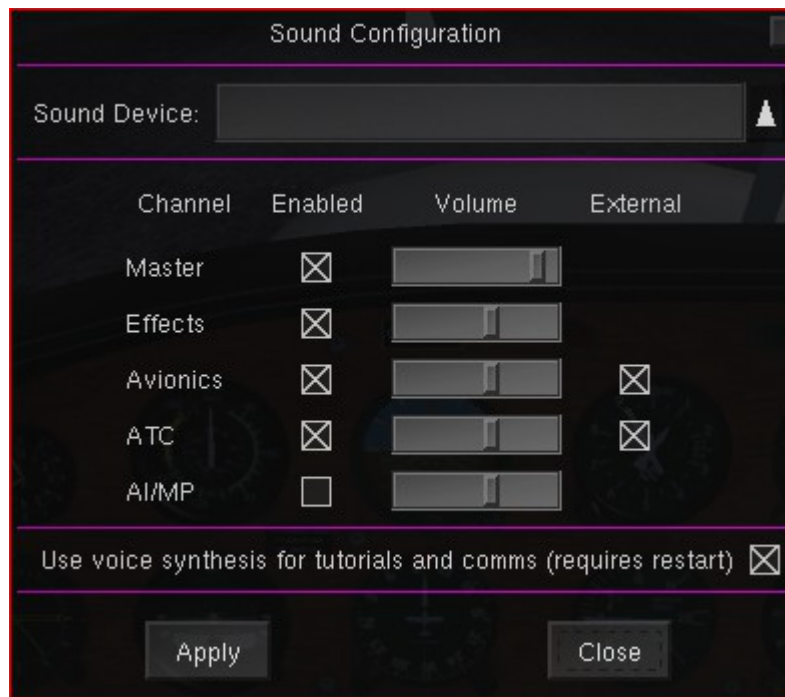 Sound Configuration
Sound Device:
Channel Enabled Volume External
Master
Effects
Avionics
ATC
AI/MP
Use voice synthesis for tutorials and comms (requires restart)
Apply Close